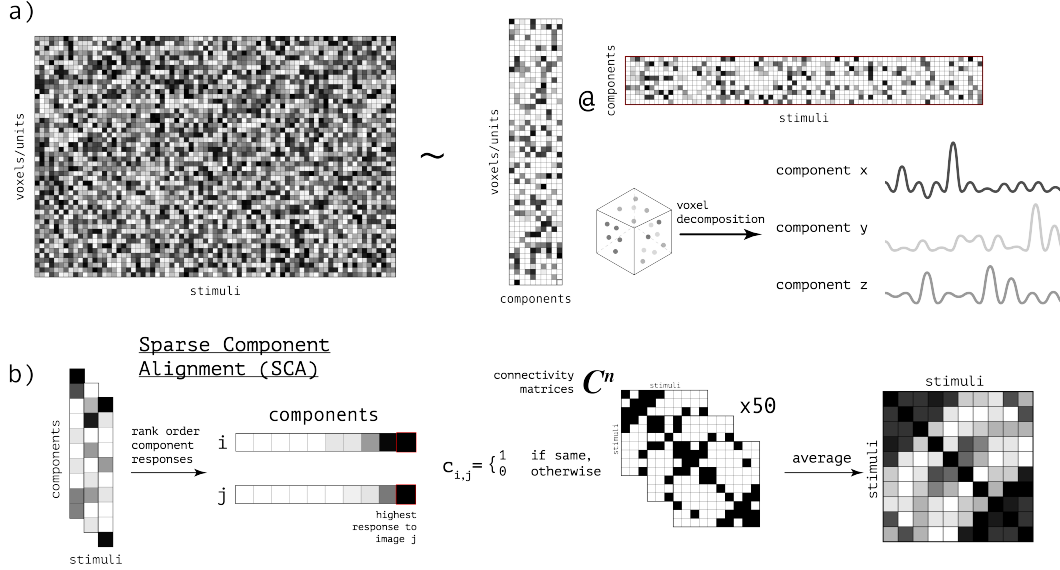 a)
voxels/units
stimuli
~
voxels/units
components
@
components
stimuli
voxel
decomposition
component x
component y
component z
b)
Sparse Component
Alignment (SCA)
components
stimuli
rank order
component
responses
components
i
j
highest
response to
image j
connectivity
matrices
Cⁿ
c_{i,j} = { 1 if same,
0 otherwise
stimuli
stimuli
x50
average
stimuli
stimuli